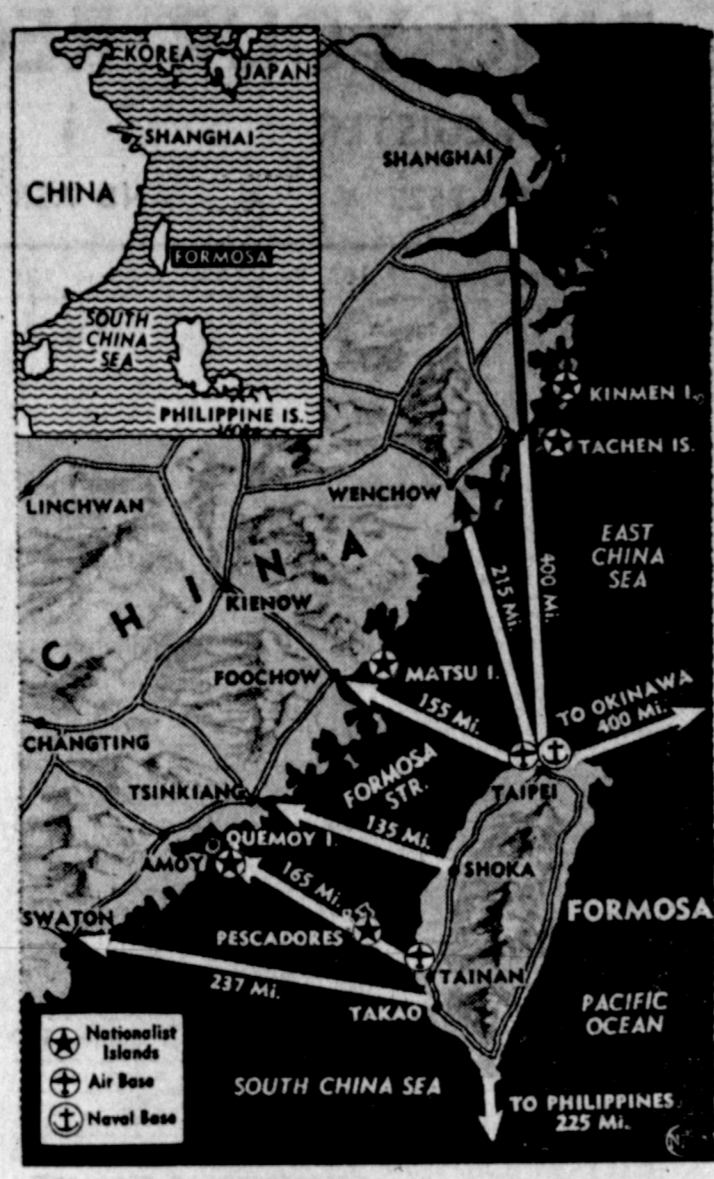 KOREA
JAPAN
SHANGHAI
CHINA
FORMOSA
SOUTH
CHINA
SEA
PHILIPPINE IS.
SHANGHAI
KINMEN I.
TACHEN IS.
WENCHOW
LINCHWAN
EAST
CHINA
SEA
215 Mi.
400 Mi.
CHINA
KIENOW
FOOCHOW
MATSU I.
155 Mi.
TO OKINAWA
400 Mi.
CHANGTING
TSINKIANG
FORMOSA
STR.
TAIPEI
135 Mi.
QUEMOY I.
AMOY
165 Mi.
SHOKA
FORMOSA
SWATON
PESCADORES
TAINAN
237 Mi.
TAKAO
PACIFIC
OCEAN
Nationalist
Islands
Air Base
Naval Base
SOUTH CHINA SEA
TO PHILIPPINES
225 Mi.